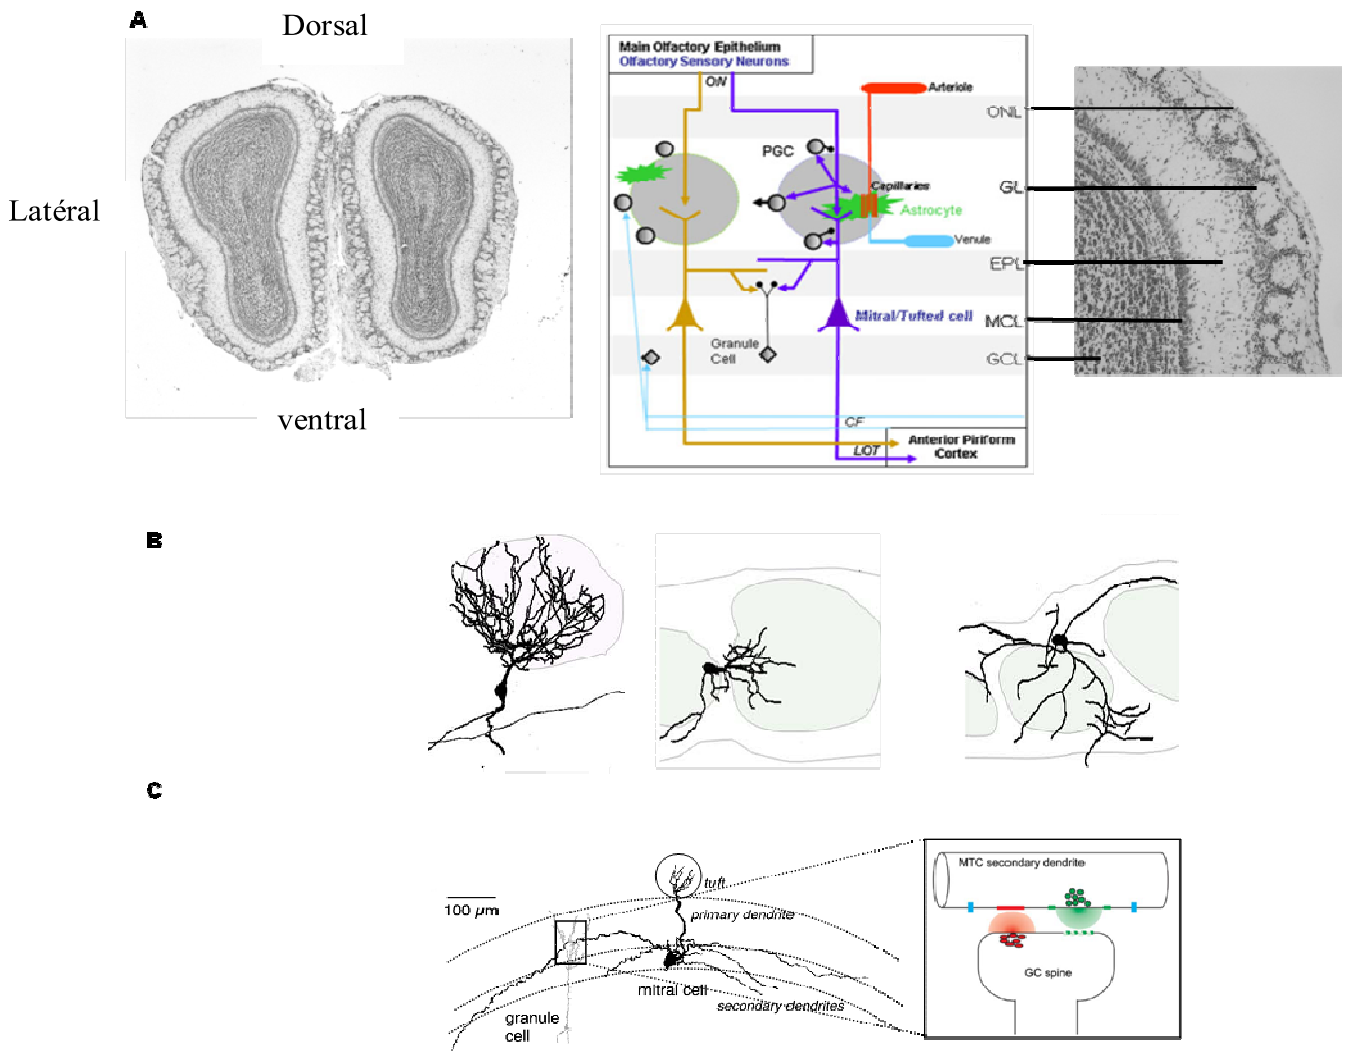 A
Dorsal
Latéral
ventral
Main Olfactory Epithelium
Olfactory Sensory Neurons
ON
Arteriole
PGC
Capillaries
Astrocyte
Venule
Mitral/Tufted cell
Granule
Cell
CF
LOT
Anterior Piriform
Cortex
ONL
GL
EPL
MCL
GCL
B
C
100 µm
tuft
primary dendrite
mitral cell
secondary dendrites
granule
cell
MTC secondary dendrite
GC spine